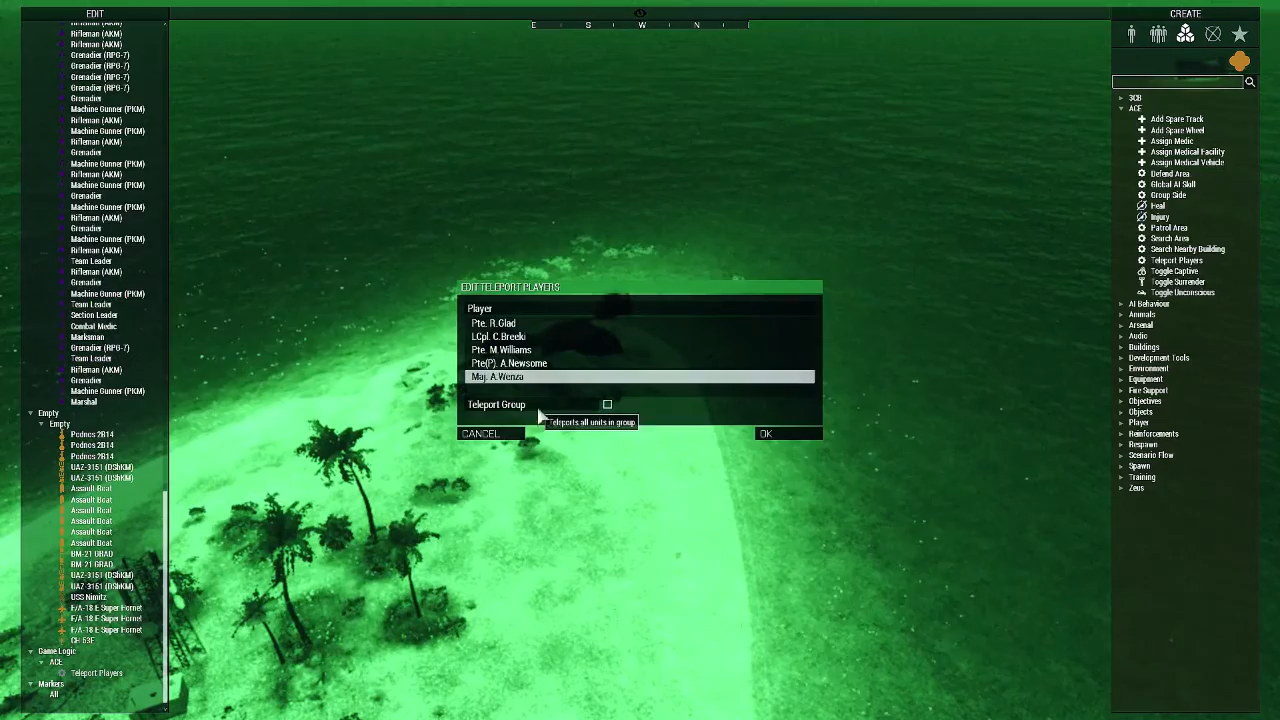 EDIT
Rifleman (AKM)
Rifleman (AKM)
Rifleman (AKM)
Grenadier (RPG-7)
Grenadier (RPG-7)
Grenadier (RPG-7)
Grenadier (RPG-7)
Grenadier
Machine Gunner (PKM)
Rifleman (AKM)
Machine Gunner (PKM)
Rifleman (AKM)
Grenadier
Machine Gunner (PKM)
Rifleman (AKM)
Machine Gunner (PKM)
Grenadier
Machine Gunner (PKM)
Rifleman (AKM)
Grenadier
Machine Gunner (PKM)
Rifleman (AKM)
Team Leader
Rifleman (AKM)
Grenadier
Machine Gunner (PKM)
Team Leader
Section Leader
Combat Medic
Marksman
Grenadier (RPG-7)
Team Leader
Rifleman (AKM)
Grenadier
Machine Gunner (PKM)
Marshal
Empty
Empty
Podnos 2B14
Podnos 2B14
Podnos 2B14
UAZ-3151 (DShKM)
UAZ-3151 (DShKM)
Assault Boat
Assault Boat
Assault Boat
Assault Boat
Assault Boat
Assault Boat
BM-21 GRAD
BM-21 GRAD
UAZ-3151 (DShKM)
UAZ-3151 (DShKM)
USS Nimitz
F/A-18 E Super Hornet
F/A-18 E Super Hornet
F/A-18 E Super Hornet
CH-53E
Game Logic
ACE
Teleport Players
Markers
All
E S W N
EDIT TELEPORT PLAYERS
Player
Pte. R.Glad
LCpl. C.Breeki
Pte. M.Williams
Pte(P). A.Newsome
Maj. A.Wenza
Teleport Group
Teleports all units in group
CANCEL
OK
CREATE
3CB
ACE
Add Spare Track
Add Spare Wheel
Assign Medic
Assign Medical Facility
Assign Medical Vehicle
Defend Area
Global AI Skill
Group Side
Heal
Injury
Patrol Area
Search Area
Search Nearby Building
Teleport Players
Toggle Captive
Toggle Surrender
Toggle Unconscious
AI Behaviour
Animals
Arsenal
Audio
Buildings
Development Tools
Environment
Equipment
Fire Support
Objectives
Objects
Player
Reinforcements
Respawn
Scenario Flow
Spawn
Training
Zeus